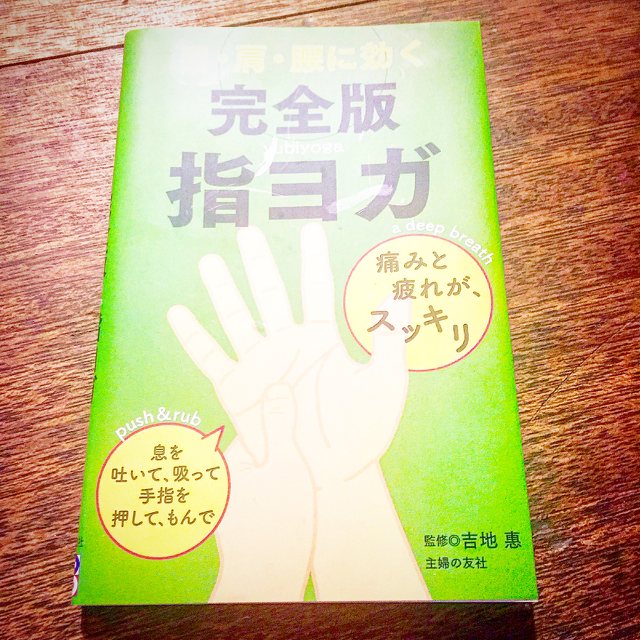 ・肩・腰に効く
完全版
yubiyoga
指ヨガ
a deep breath
痛みと
疲れが、
スッキリ
push & rub
息を
吐いて、吸って
手指を
押して、もんで
監修◎吉地 惠
主婦の友社